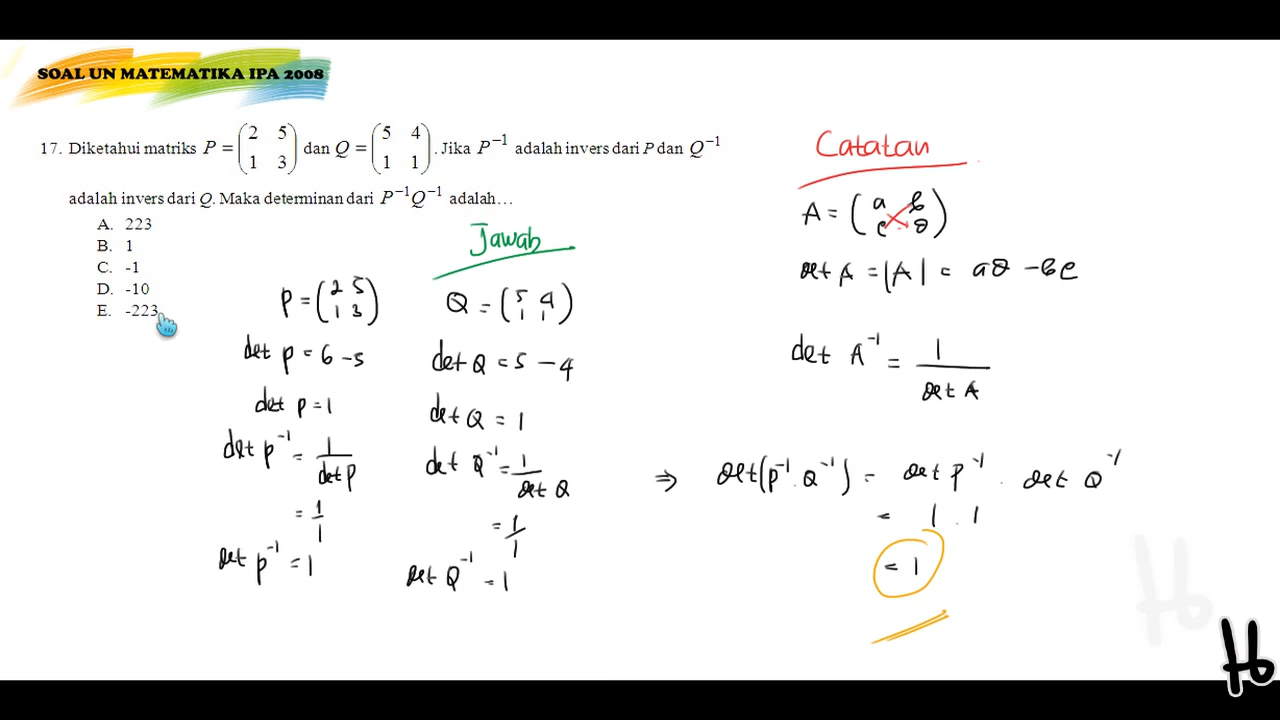 SOAL UN MATEMATIKA IPA 2008
17. Diketahui matriks P = (2 5 1 3) dan Q = (5 4 1 1). Jika P⁻¹ adalah invers dari P dan Q⁻¹
adalah invers dari Q. Maka determinan dari P⁻¹Q⁻¹ adalah...
A. 223
B. 1
C. -1
D. -10
E. -223
Jawab
P = (2 5 1 3)
det P = 6 - 5
det P = 1
det P⁻¹ = 1/det P
= 1/1
det P⁻¹ = 1
Q = (5 4 1 1)
det Q = 5 - 4
det Q = 1
det Q⁻¹ = 1/det Q
= 1/1
det Q⁻¹ = 1
Catatan
A = (a b c d)
det A = |A| = ad - bc
det A⁻¹ = 1/det A
⇒ det(P⁻¹.Q⁻¹) = det P⁻¹ . det Q⁻¹
= 1 . 1
= 1